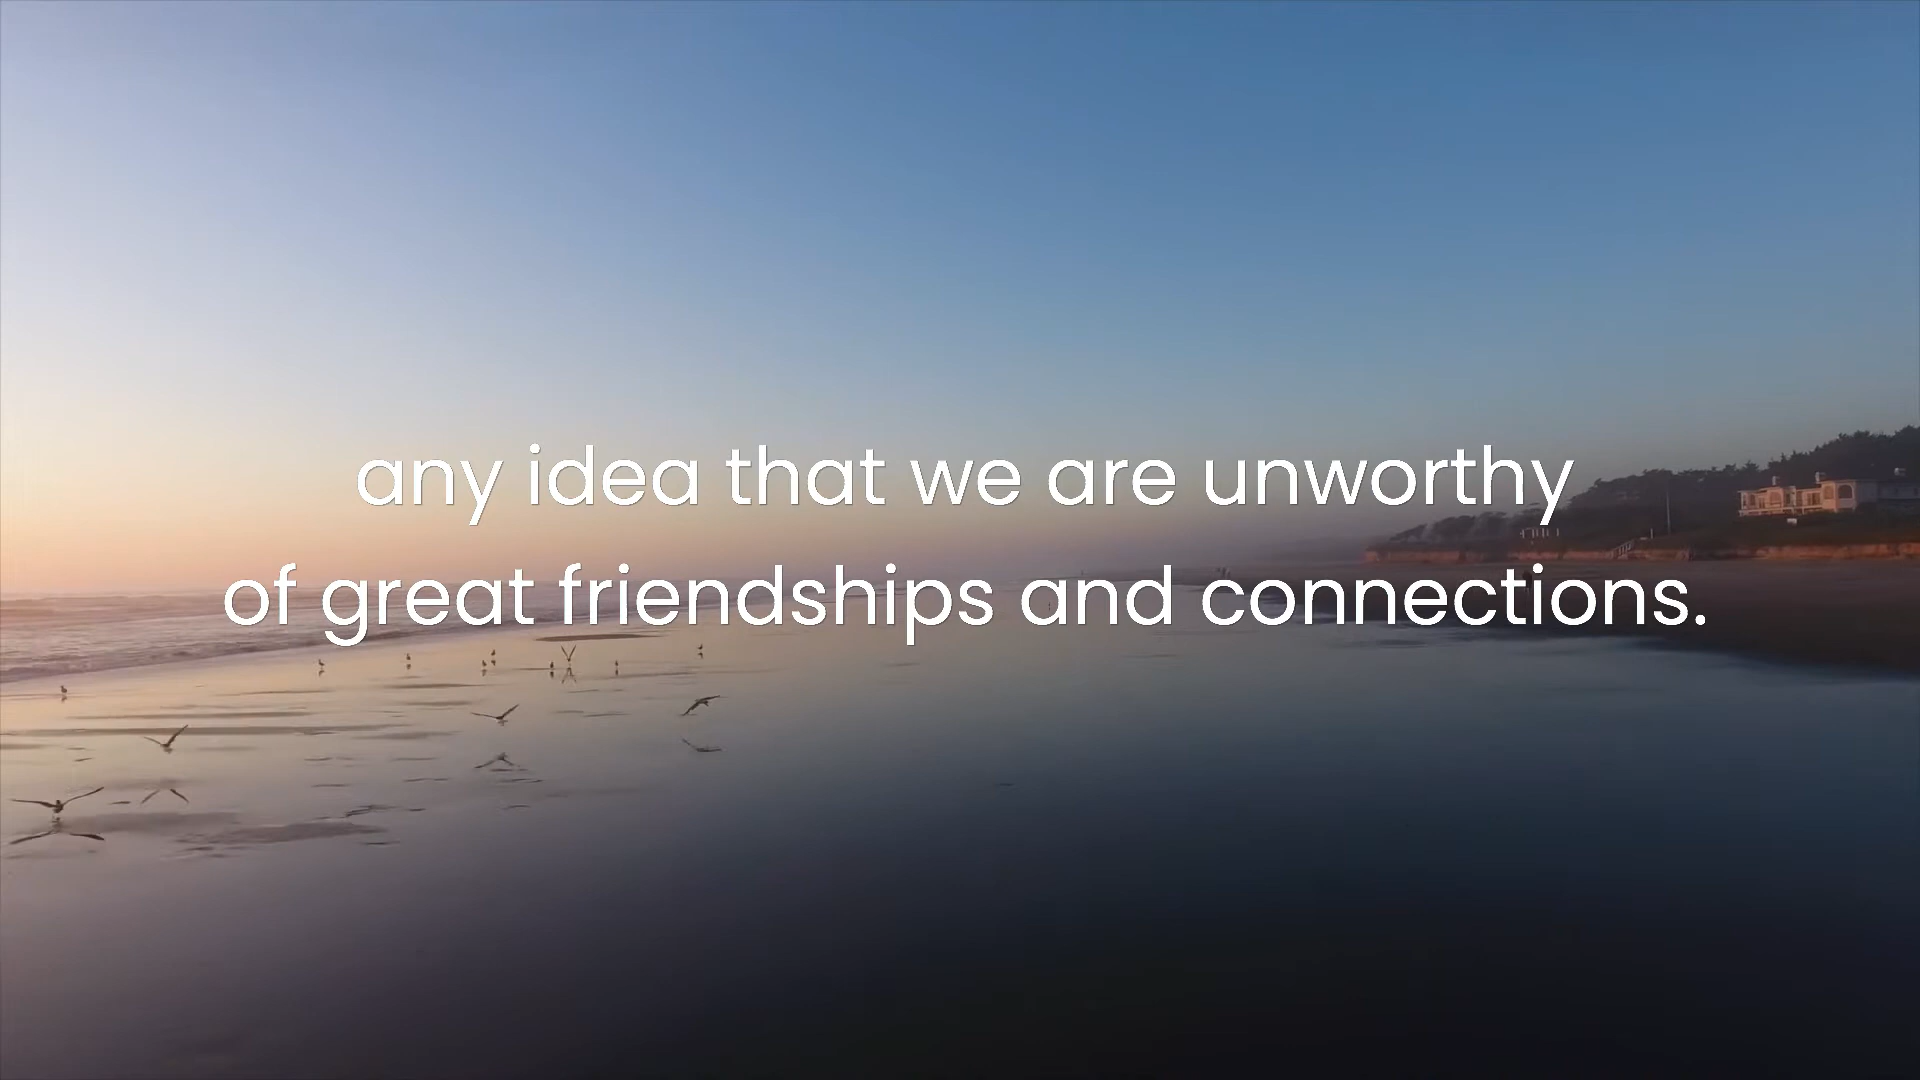 any idea that we are unworthy
of great friendships and connections.